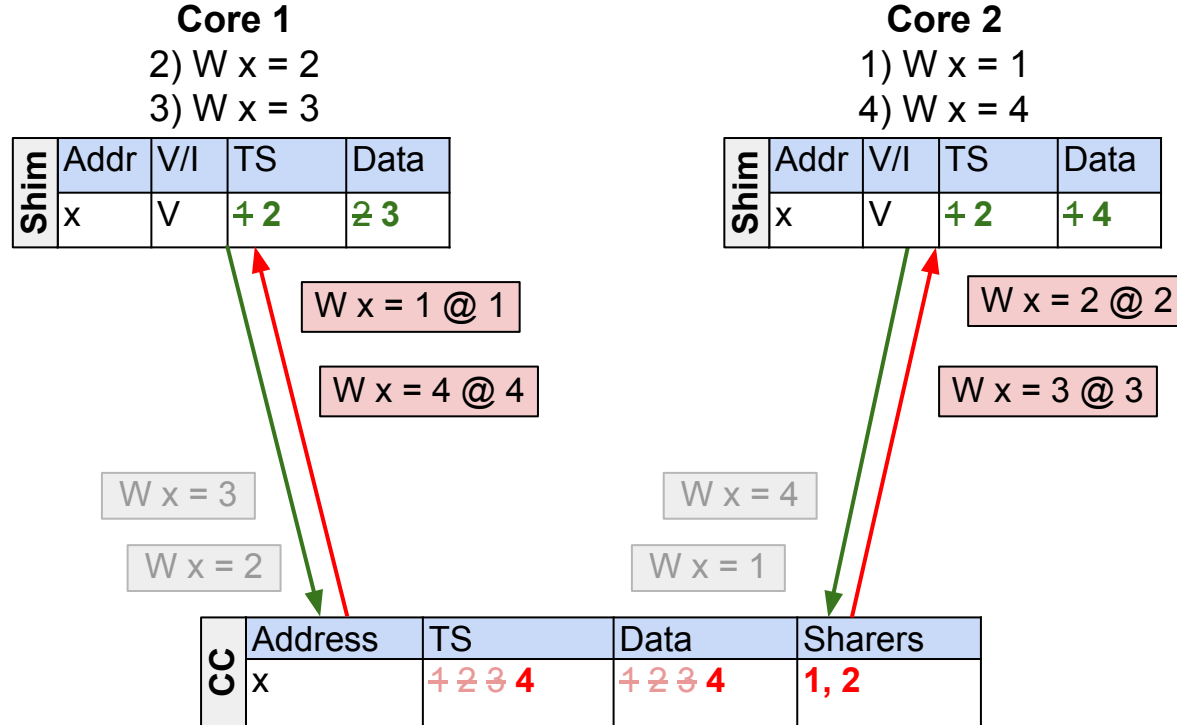 Core 1
2) W x = 2
3) W x = 3
Shim
Addr V/I TS Data
x V 1 2 2 3
Core 2
1) W x = 1
4) W x = 4
Shim
Addr V/I TS Data
x V 1 2 1 4
W x = 1 @ 1
W x = 4 @ 4
W x = 2 @ 2
W x = 3 @ 3
W x = 3
W x = 2
W x = 4
W x = 1
CC
Address TS Data Sharers
x 1 2 3 4 1 2 3 4 1, 2